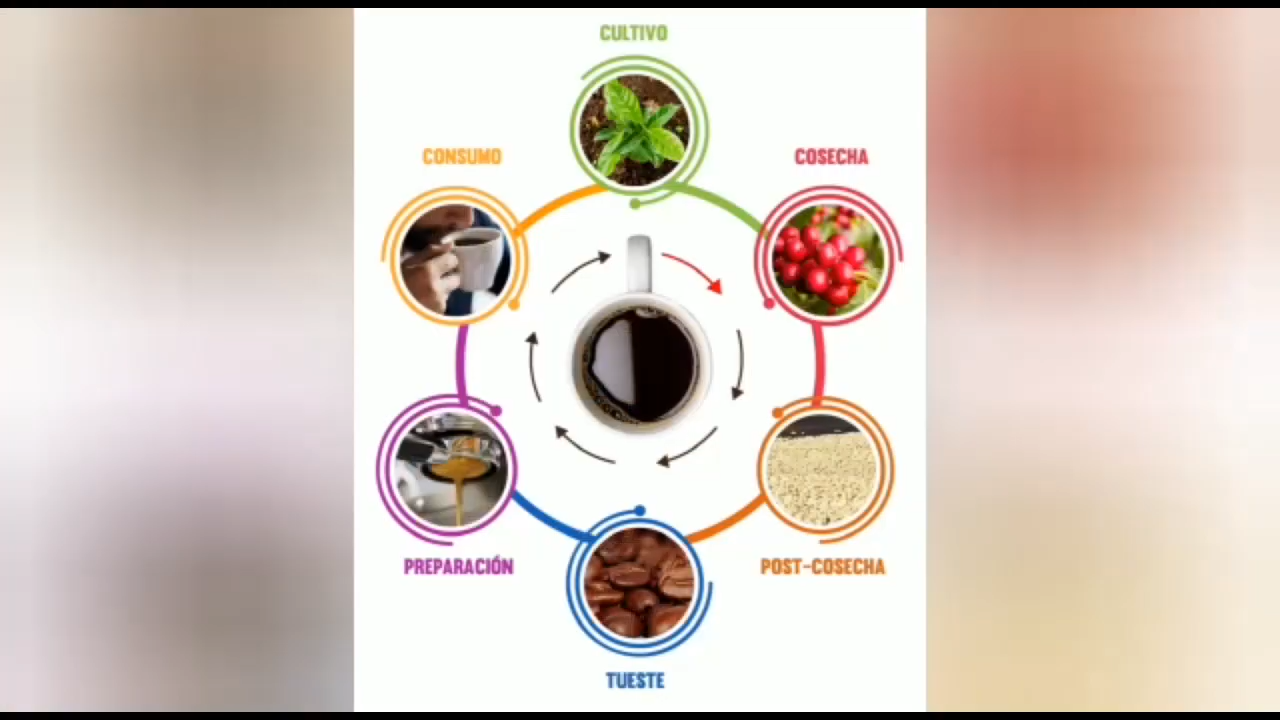 CULTIVO
CONSUMO
COSECHA
PREPARACIÓN
POST-COSECHA
TUESTE